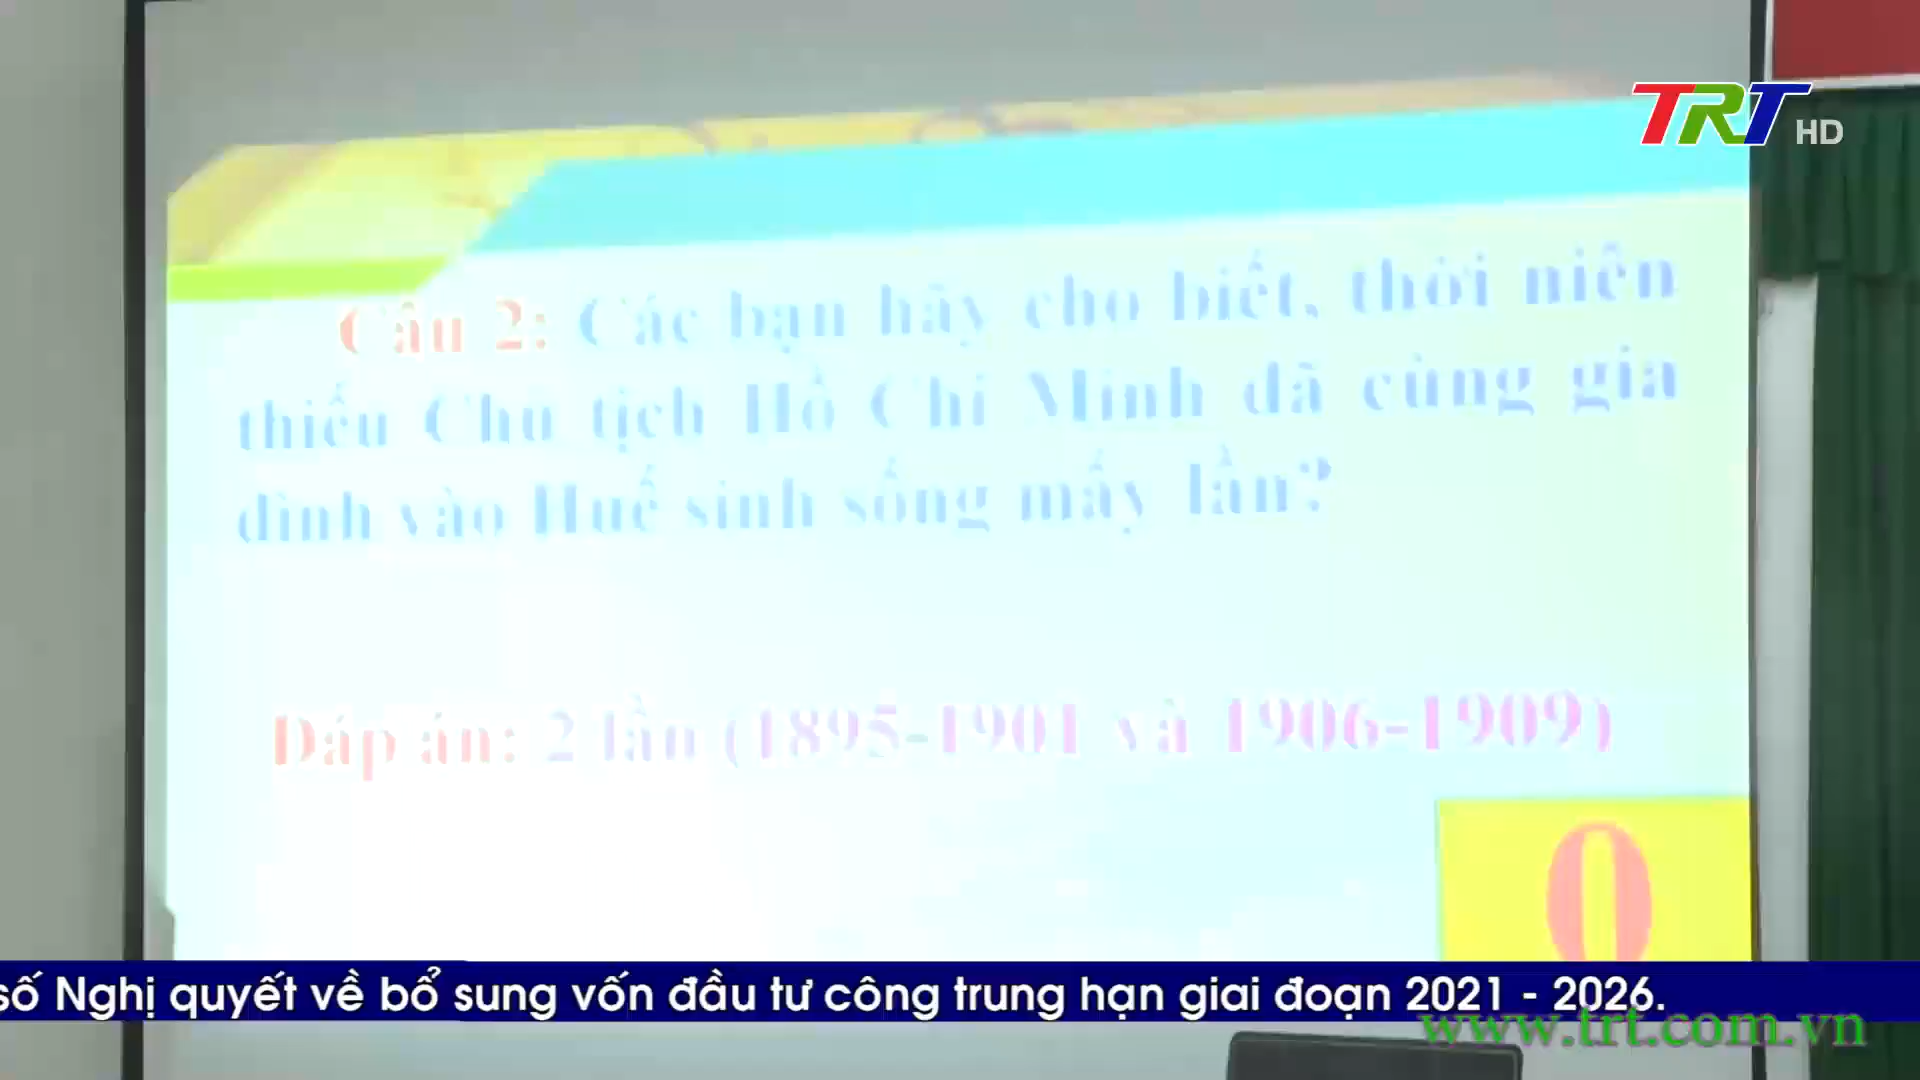 TRT HD
Câu 2: Các bạn hãy cho biết, thời niên
thiếu Chủ tịch Hồ Chí Minh đã cùng gia
đình vào Huế sinh sống mấy lần?
Đáp án: 2 lần (1895-1901 và 1906-1909)
0
số Nghị quyết về bổ sung vốn đầu tư công trung hạn giai đoạn 2021 - 2026.
www.trt.com.vn